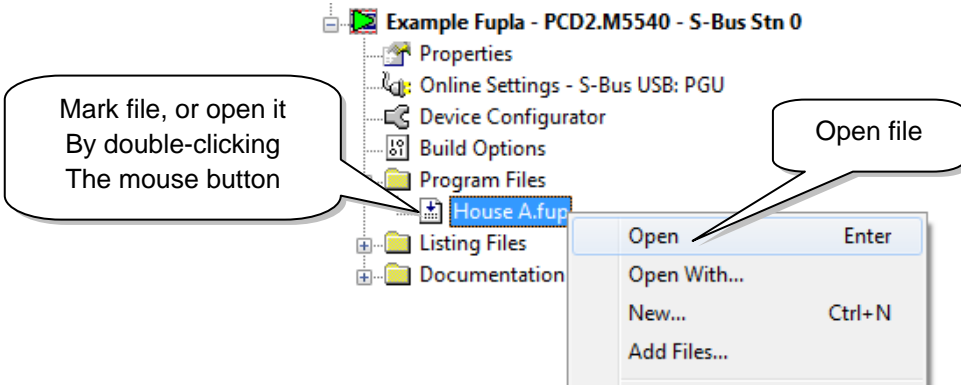 Example Fupla - PCD2.M5540 - S-Bus Stn 0
Properties
Online Settings - S-Bus USB: PGU
Device Configurator
Build Options
Program Files
House A.fup
Listing Files
Documentation
Mark file, or open it
By double-clicking
The mouse button
Open file
Open Enter
Open With...
New... Ctrl+N
Add Files...